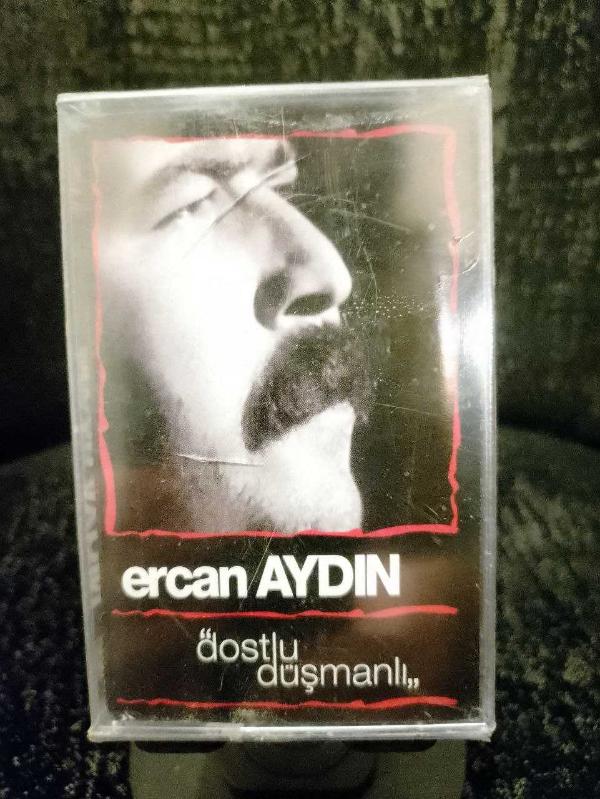 ercan AYDIN
“dostlu
düşmanlı„